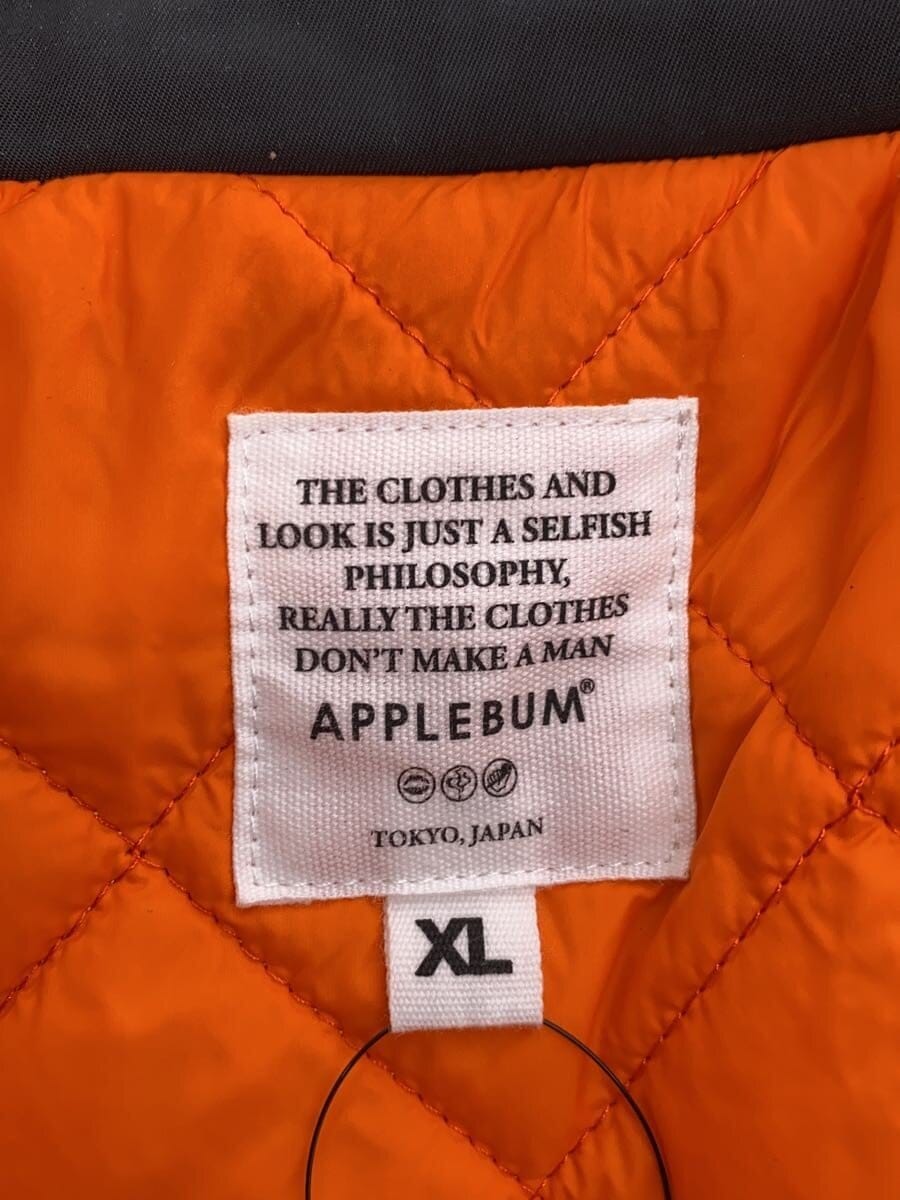 THE CLOTHES AND
LOOK IS JUST A SELFISH
PHILOSOPHY,
REALLY THE CLOTHES
DON'T MAKE A MAN
APPLEBUM®
TOKYO, JAPAN
XL